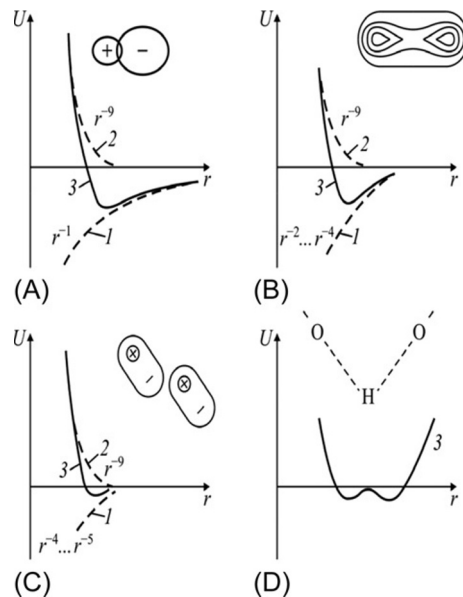 U
+
−
r⁻⁹
2
3
r
r⁻¹
1
(A)
U
r⁻⁹
2
3
r
r⁻²...r⁻⁴
1
(B)
U
×
−
×
−
3
2
r⁻⁹
r
1
r⁻⁴...r⁻⁵
(C)
U
O
O
H
3
r
(D)